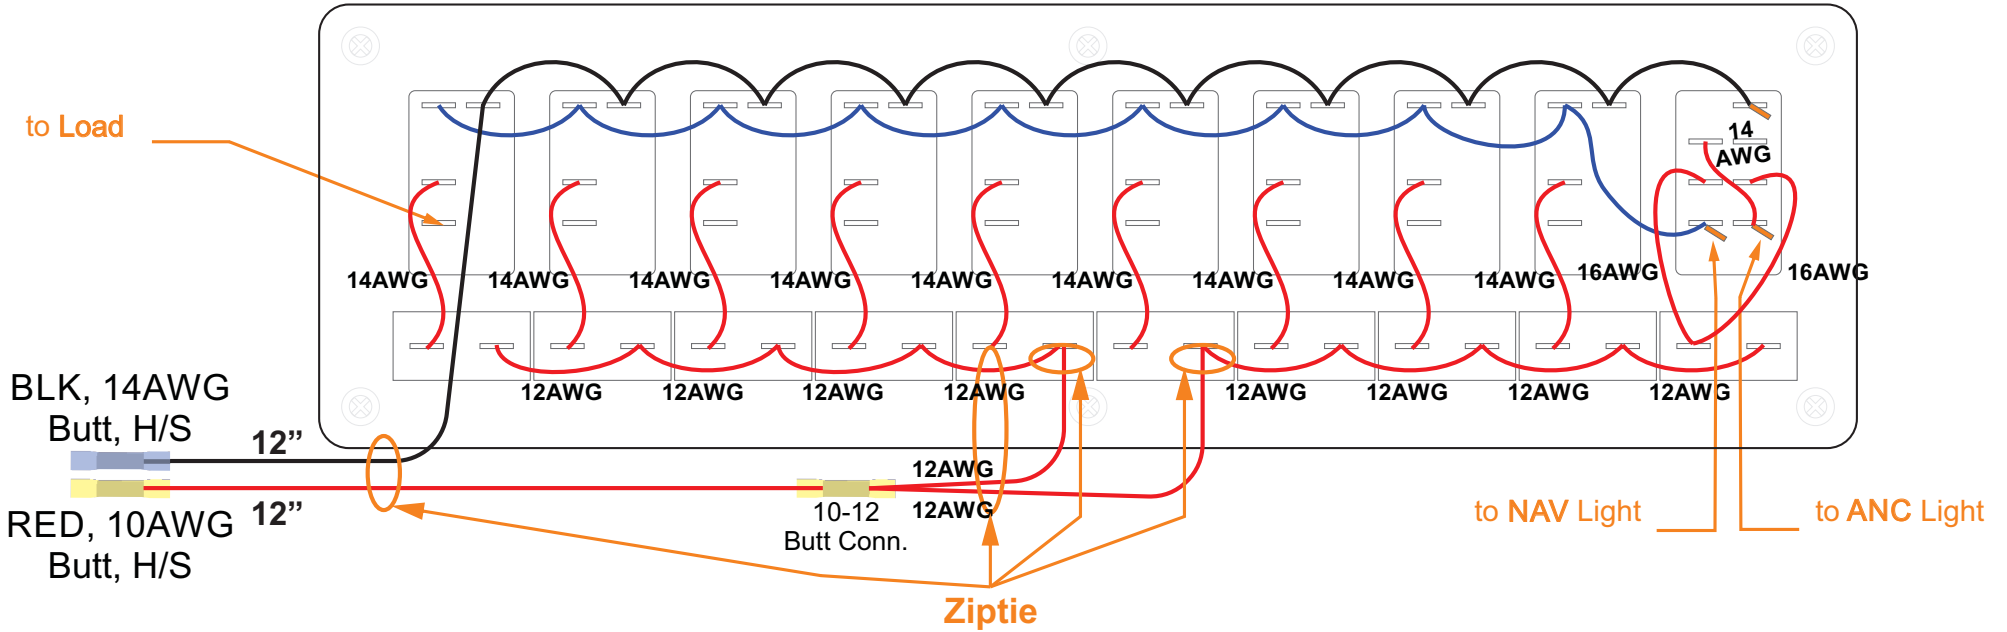 to Load
14
AWG
14AWG
14AWG
14AWG
14AWG
14AWG
14AWG
14AWG
14AWG
14AWG
16AWG
16AWG
12AWG
12AWG
12AWG
12AWG
12AWG
12AWG
12AWG
12AWG
BLK, 14AWG
Butt, H/S
12”
RED, 10AWG
Butt, H/S
12”
12AWG
12AWG
10-12
Butt Conn.
to NAV Light
to ANC Light
Ziptie